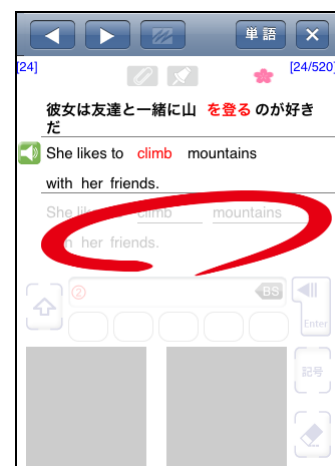 単語
[24]
[24/520]
彼女は友達と一緒に山 を登る のが好き
だ
She likes to climb mountains
with her friends.
She climb mountains
her friends.
②
BS
Enter
記号